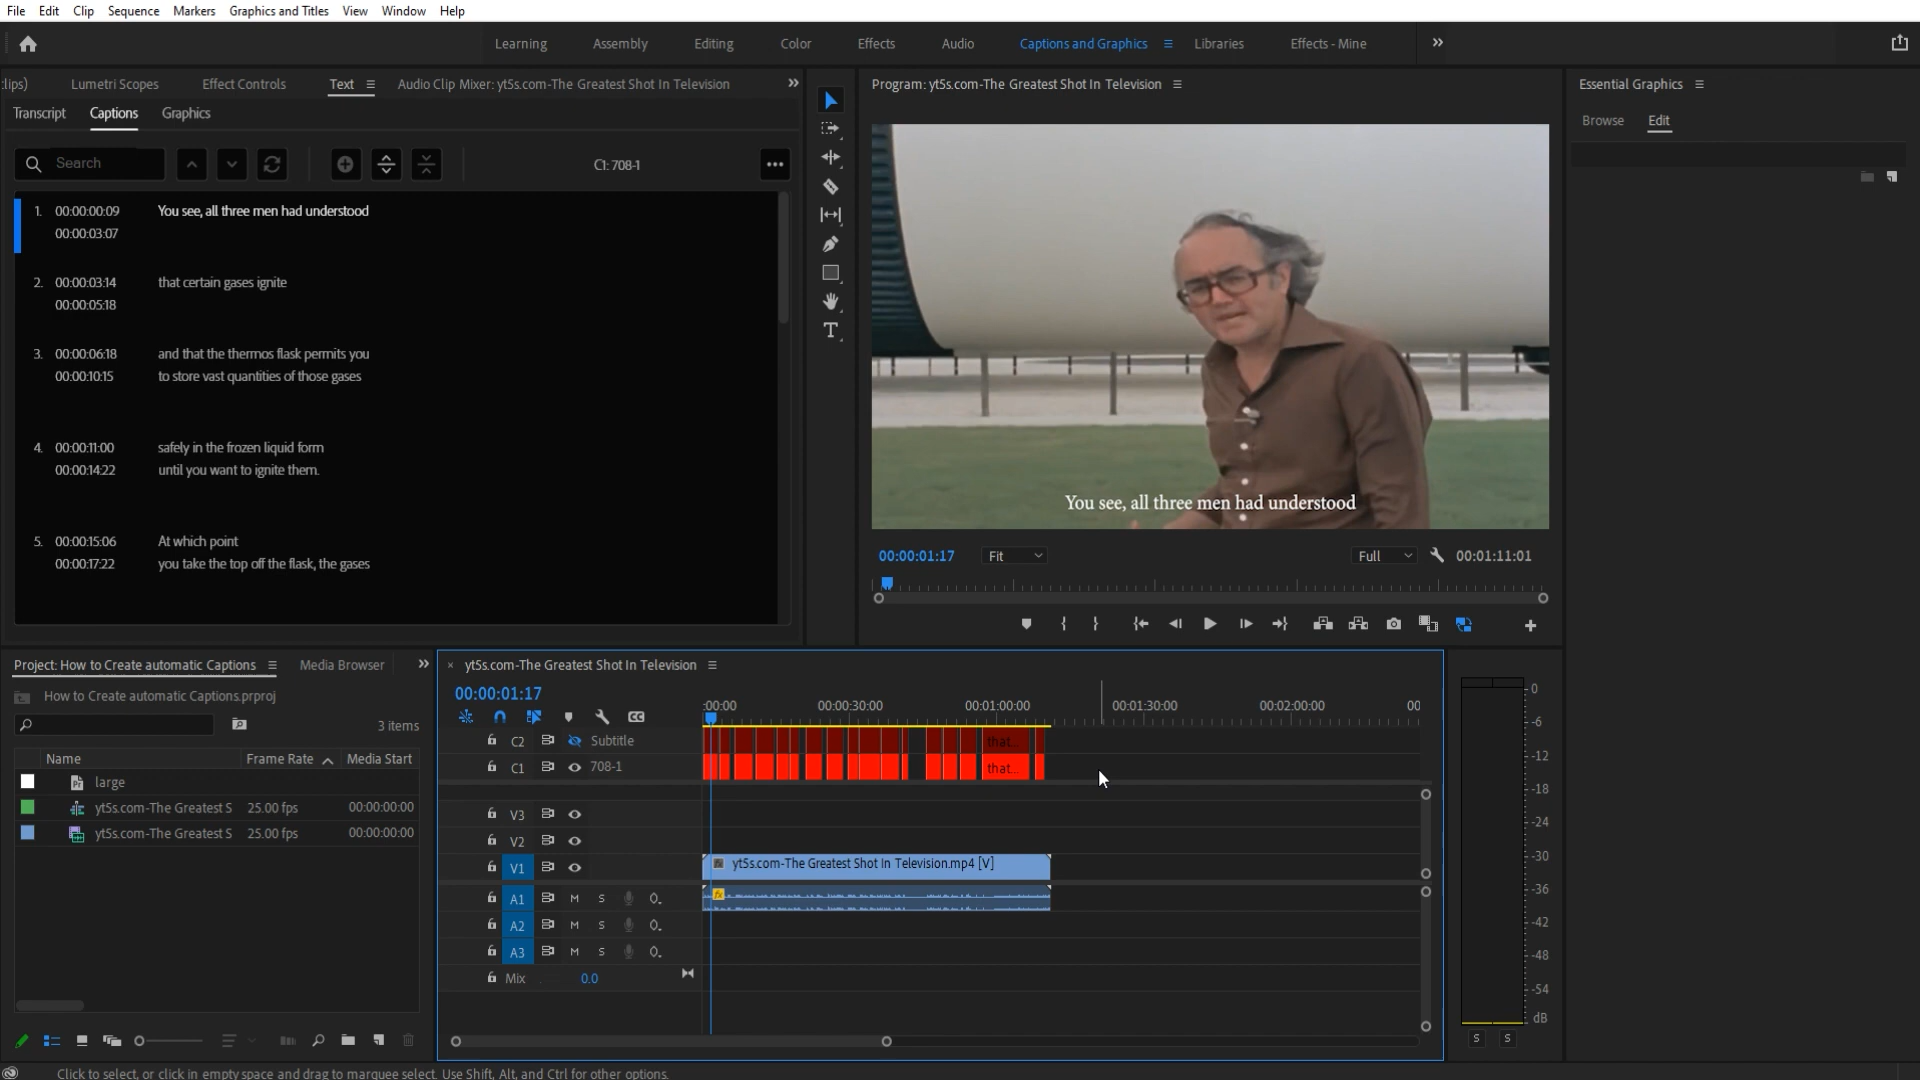 File Edit Clip Sequence Markers Graphics and Titles View Window Help
Learning Assembly Editing Color Effects Audio Captions and Graphics Libraries Effects - Mine
:lips) Lumetri Scopes Effect Controls Text Audio Clip Mixer: yt5s.com-The Greatest Shot In Television
Transcript Captions Graphics
Search
C1: 708-1
1. 00:00:00:09 You see, all three men had understood
00:00:03:07
2. 00:00:03:14 that certain gases ignite
00:00:05:18
3. 00:00:06:18 and that the thermos flask permits you
00:00:10:15 to store vast quantities of those gases
4. 00:00:11:00 safely in the frozen liquid form
00:00:14:22 until you want to ignite them.
5. 00:00:15:06 At which point
00:00:17:22 you take the top off the flask, the gases
Program: yt5s.com-The Greatest Shot In Television
You see, all three men had understood
00:00:01:17 Fit Full 00:01:11:01
Essential Graphics
Browse Edit
Project: How to Create automatic Captions Media Browser
How to Create automatic Captions.prproj
3 items
Name Frame Rate Media Start
large
yt5s.com-The Greatest S 25.00 fps 00:00:00:00
yt5s.com-The Greatest S 25.00 fps 00:00:00:00
yt5s.com-The Greatest Shot In Television
00:00:01:17
:00:00 00:00:30:00 00:01:00:00 00:01:30:00 00:02:00:00 00
C2 Subtitle that...
C1 708-1 that...
V3
V2
V1 yt5s.com-The Greatest Shot In Television.mp4 [V]
A1 M S
A2 M S
A3 M S
Mix 0.0
0
-6
-12
-18
-24
-30
-36
-42
-48
-54
dB
S S
Click to select, or click in empty space and drag to marquee select. Use Shift, Alt, and Ctrl for other options.